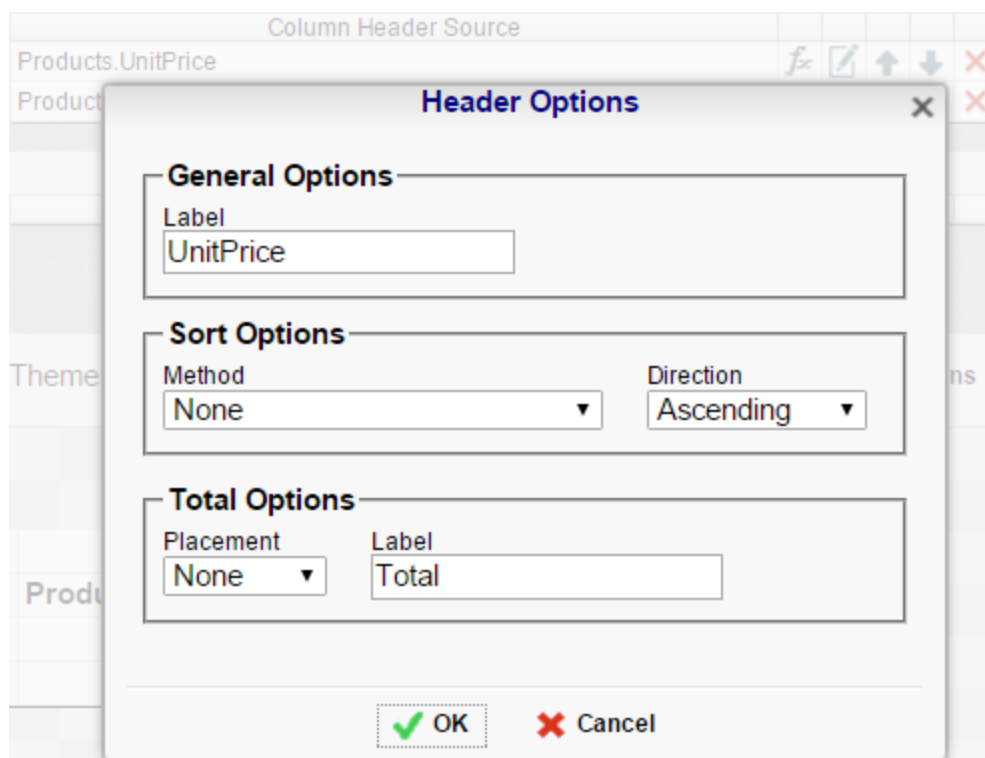 Column Header Source
Products.UnitPrice
fx
Product
Header Options
General Options
Label
UnitPrice
Sort Options
Theme
Method Direction
ns
None Ascending
Total Options
Placement Label
None Total
Produ
OK Cancel